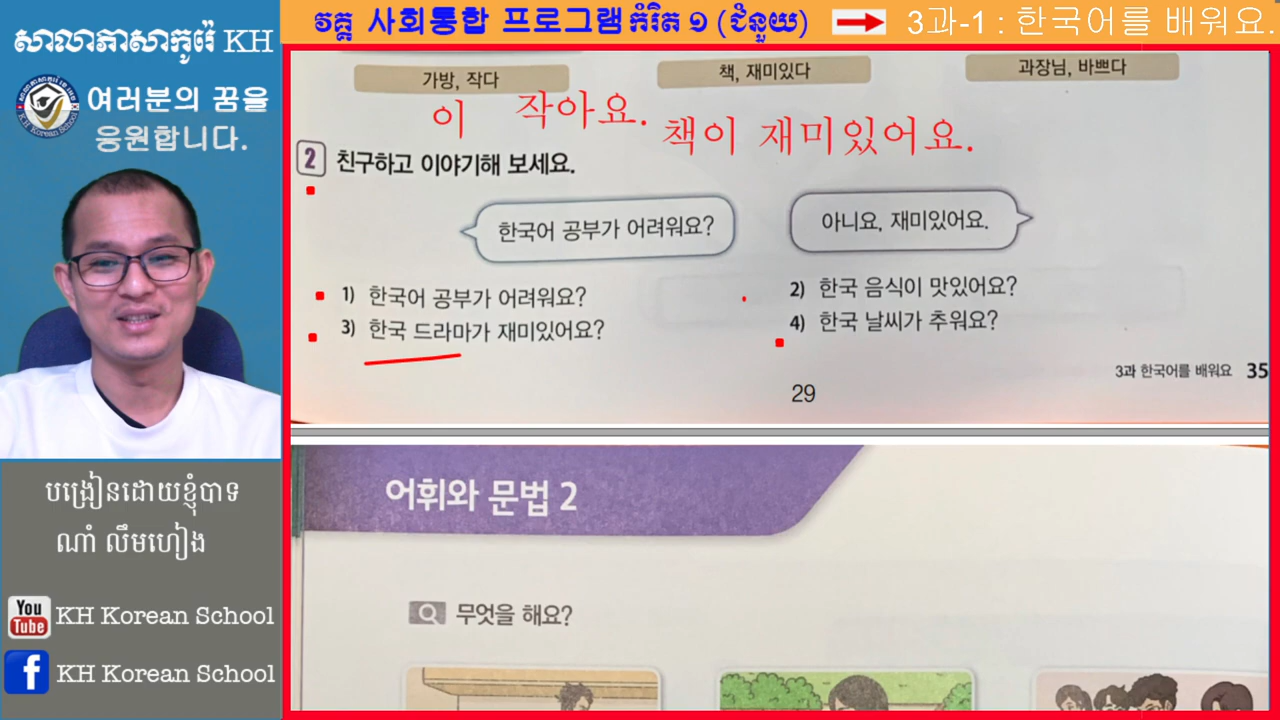 សាលាភាសាកូរ៉េ KH
여러분의 꿈을
응원합니다.
បង្រៀនដោយខ្ញុំបាទ
ណាំ លឹមហៀង
You Tube KH Korean School
f KH Korean School
វគ្គ 사회통합 프로그램 កំរិត ១ (ជំនួយ) 3과-1 : 한국어를 배워요.
가방, 작다 책, 재미있다 과장님, 바쁘다
이 작아요. 책이 재미있어요.
2 친구하고 이야기해 보세요.
한국어 공부가 어려워요? 아니요, 재미있어요.
1) 한국어 공부가 어려워요? 2) 한국 음식이 맛있어요?
3) 한국 드라마가 재미있어요? 4) 한국 날씨가 추워요?
3과 한국어를 배워요 35
29
어휘와 문법 2
무엇을 해요?